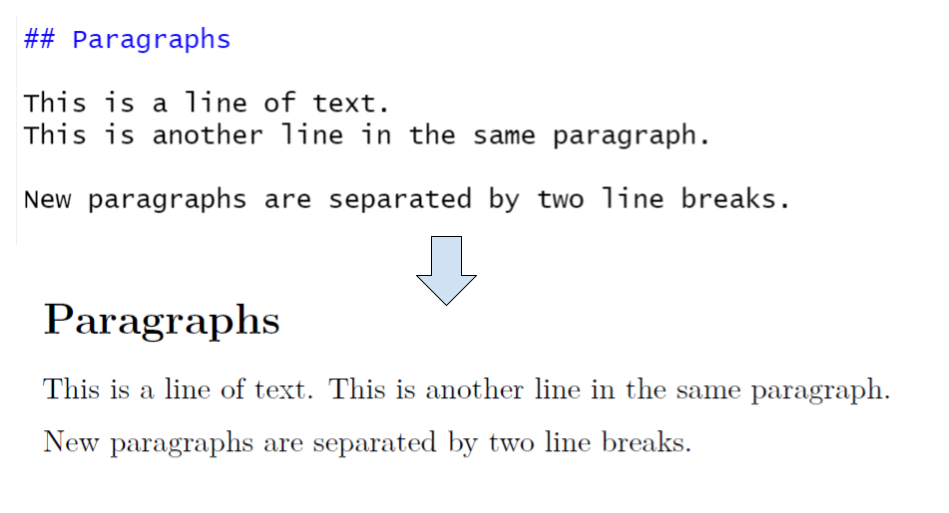 ## Paragraphs
This is a line of text.
This is another line in the same paragraph.
New paragraphs are separated by two line breaks.
Paragraphs
This is a line of text. This is another line in the same paragraph.
New paragraphs are separated by two line breaks.